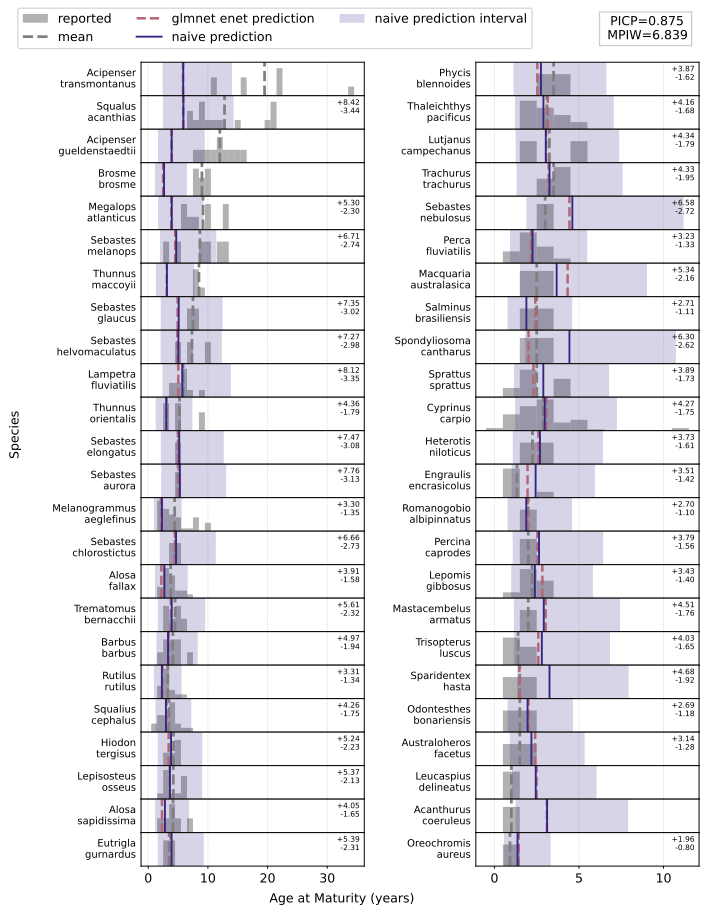 reported
mean
glmnet enet prediction
naive prediction
naive prediction interval
PICP=0.875
MPIW=6.839
Species
Acipenser
transmontanus
Squalus
acanthias
+8.42
-3.44
Acipenser
gueldenstaedtii
Brosme
brosme
Megalops
atlanticus
+5.30
-2.30
Sebastes
melanops
+6.71
-2.74
Thunnus
maccoyii
Sebastes
glaucus
+7.35
-3.02
Sebastes
helvomaculatus
+7.27
-2.98
Lampetra
fluviatilis
+8.12
-3.35
Thunnus
orientalis
+4.36
-1.79
Sebastes
elongatus
+7.47
-3.08
Sebastes
aurora
+7.76
-3.13
Melanogrammus
aeglefinus
+3.30
-1.35
Sebastes
chlorostictus
+6.66
-2.73
Alosa
fallax
+3.91
-1.58
Trematomus
bernacchii
+5.61
-2.32
Barbus
barbus
+4.97
-1.94
Rutilus
rutilus
+3.31
-1.34
Squalius
cephalus
+4.26
-1.75
Hiodon
tergisus
+5.24
-2.23
Lepisosteus
osseus
+5.37
-2.13
Alosa
sapidissima
+4.05
-1.65
Eutrigla
gurnardus
+5.39
-2.31
0 10 20 30
Phycis
blennoides
+3.87
-1.62
Thaleichthys
pacificus
+4.16
-1.68
Lutjanus
campechanus
+4.34
-1.79
Trachurus
trachurus
+4.33
-1.95
Sebastes
nebulosus
+6.58
-2.72
Perca
fluviatilis
+3.23
-1.33
Macquaria
australasica
+5.34
-2.16
Salminus
brasiliensis
+2.71
-1.11
Spondyliosoma
cantharus
+6.30
-2.62
Sprattus
sprattus
+3.89
-1.73
Cyprinus
carpio
+4.27
-1.75
Heterotis
niloticus
+3.73
-1.61
Engraulis
encrasicolus
+3.51
-1.42
Romanogobio
albipinnatus
+2.70
-1.10
Percina
caprodes
+3.79
-1.56
Lepomis
gibbosus
+3.43
-1.40
Mastacembelus
armatus
+4.51
-1.76
Trisopterus
luscus
+4.03
-1.65
Sparidentex
hasta
+4.68
-1.92
Odontesthes
bonariensis
+2.69
-1.18
Australoheros
facetus
+3.14
-1.28
Leucaspius
delineatus
Acanthurus
coeruleus
Oreochromis
aureus
+1.96
-0.80
0 5 10
Age at Maturity (years)